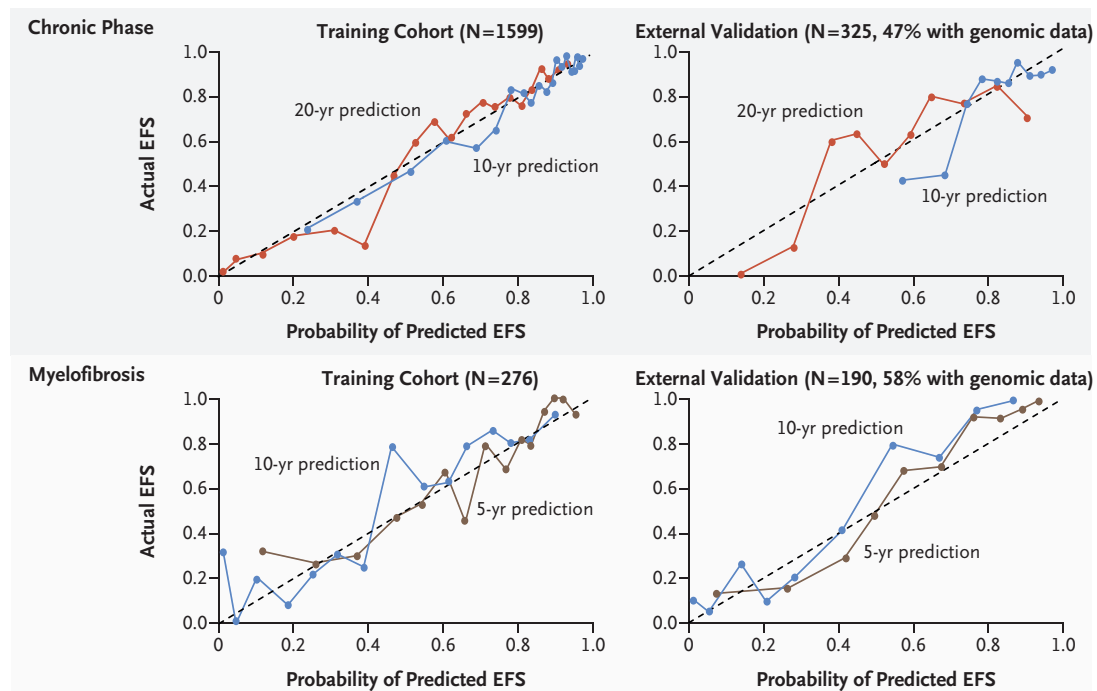 Chronic Phase
Training Cohort (N=1599)
1.0
0.8
0.6
0.4
0.2
0.0
Actual EFS
20-yr prediction
10-yr prediction
0
0.2
0.4
0.6
0.8
1.0
Probability of Predicted EFS
External Validation (N=325, 47% with genomic data)
1.0
0.8
0.6
0.4
0.2
0.0
20-yr prediction
10-yr prediction
0
0.2
0.4
0.6
0.8
1.0
Probability of Predicted EFS
Myelofibrosis
Training Cohort (N=276)
1.0
0.8
0.6
0.4
0.2
0.0
Actual EFS
10-yr prediction
5-yr prediction
0
0.2
0.4
0.6
0.8
1.0
Probability of Predicted EFS
External Validation (N=190, 58% with genomic data)
1.0
0.8
0.6
0.4
0.2
0.0
10-yr prediction
5-yr prediction
0
0.2
0.4
0.6
0.8
1.0
Probability of Predicted EFS